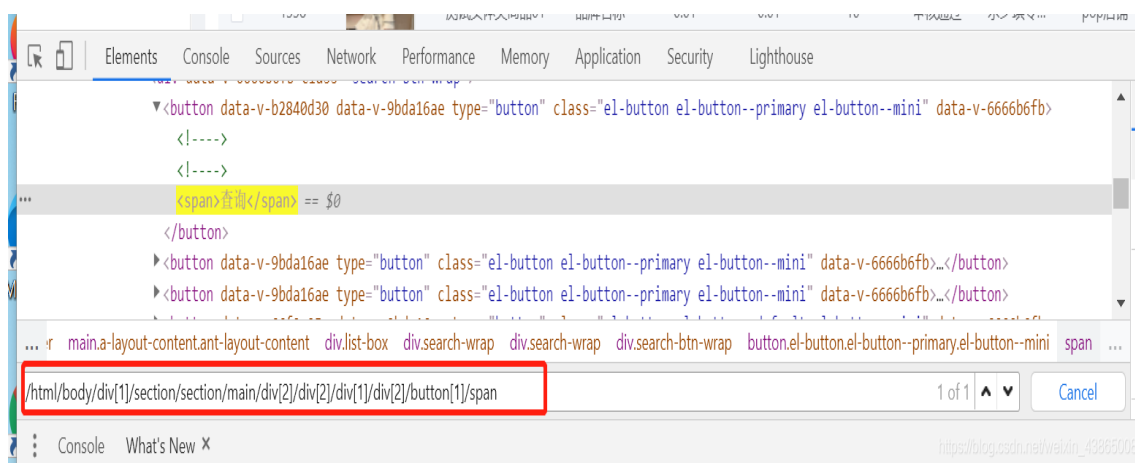 Elements Console Sources Network Performance Memory Application Security Lighthouse
▼<button data-v-b2840d30 data-v-9bda16ae type="button" class="el-button el-button--primary el-button--mini" data-v-6666b6fb>
<!---->
<!---->
... <span>查询</span> == $0
</button>
▶<button data-v-9bda16ae type="button" class="el-button el-button--primary el-button--mini" data-v-6666b6fb>…</button>
▶<button data-v-9bda16ae type="button" class="el-button el-button--primary el-button--mini" data-v-6666b6fb>…</button>
... main.a-layout-content.ant-layout-content div.list-box div.search-wrap div.search-wrap div.search-btn-wrap button.el-button.el-button--primary.el-button--mini span ...
/html/body/div[1]/section/section/main/div[2]/div[2]/div[1]/div[2]/button[1]/span 1 of 1 Cancel
Console What's New ×
https://blog.csdn.net/weixin_43865008